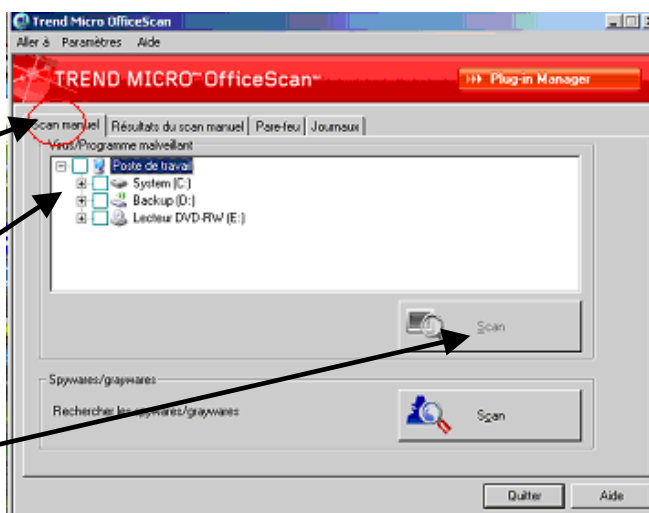 Trend Micro OfficeScan
Aller à Paramètres Aide
TREND MICRO™ OfficeScan™
Plug-in Manager
Scan manuel Résultats du scan manuel Pare-feu Journaux
Virus/Programme malveillant
Poste de travail
System (C:)
Backup (D:)
Lecteur DVD-RW (E:)
Scan
Spywares/graywares
Rechercher les spywares/graywares
Scan
Quitter Aide